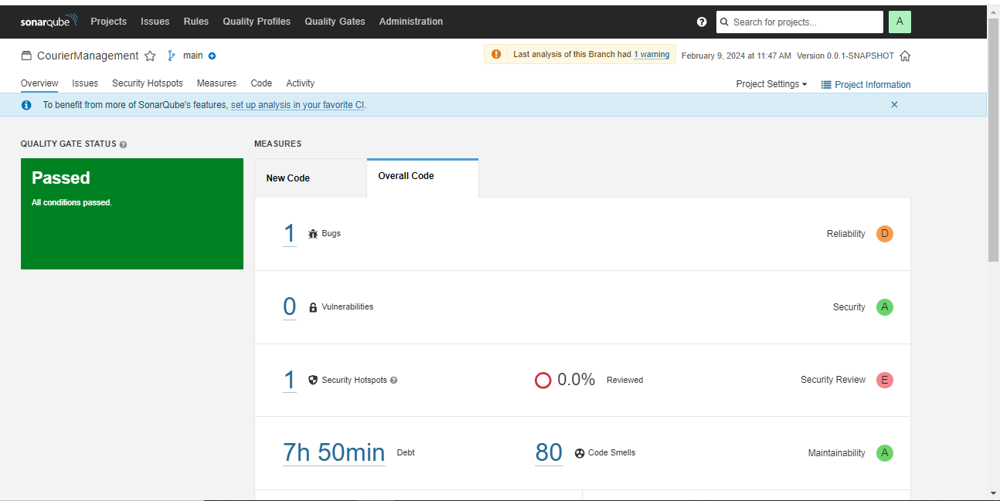 sonarqube Projects Issues Rules Quality Profiles Quality Gates Administration ? Search for projects... A
CourierManagement main Last analysis of this Branch had 1 warning February 9, 2024 at 11:47 AM Version 0.0.1-SNAPSHOT
Overview Issues Security Hotspots Measures Code Activity Project Settings Project Information
To benefit from more of SonarQube's features, set up analysis in your favorite CI.
QUALITY GATE STATUS ? MEASURES
Passed
All conditions passed.
New Code Overall Code
1 Bugs Reliability D
0 Vulnerabilities Security A
1 Security Hotspots ? 0.0% Reviewed Security Review E
7h 50min Debt 80 Code Smells Maintainability A